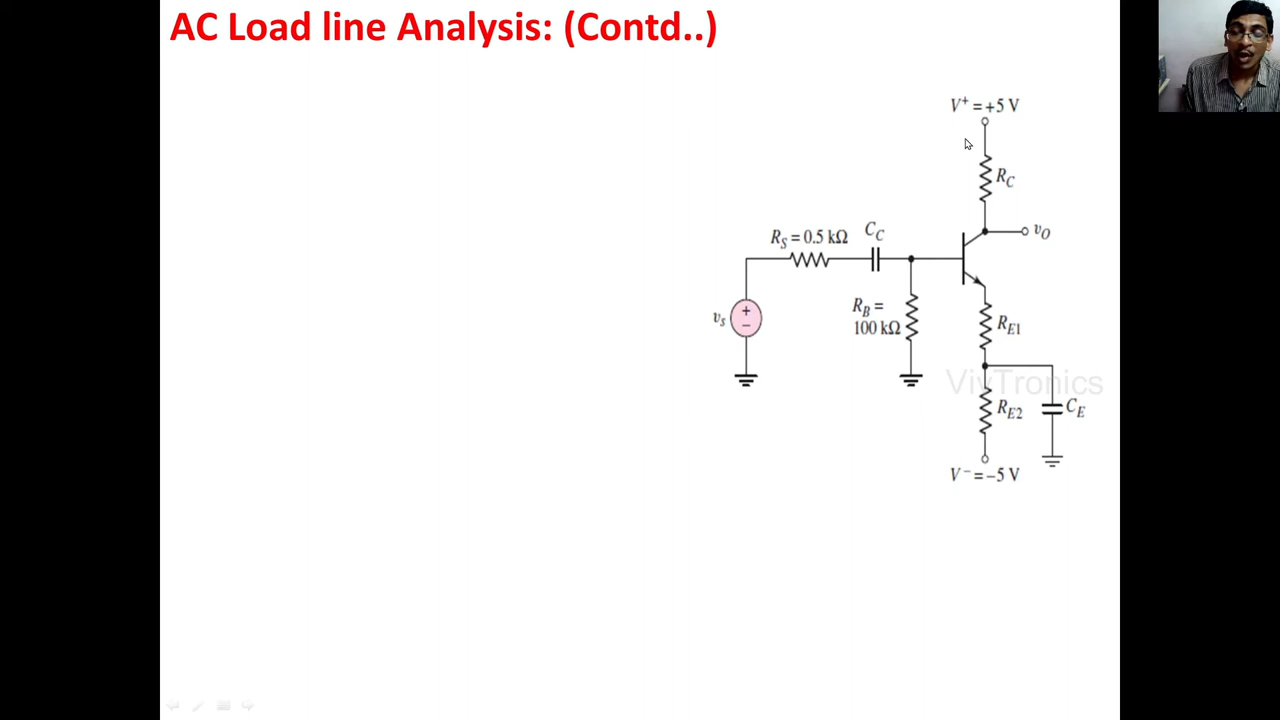 AC Load line Analysis: (Contd..)
V⁺ = +5 V
R_C
v_O
R_S = 0.5 kΩ
C_C
v_s
+
−
R_B =
100 kΩ
R_E1
VivTronics
R_E2
C_E
V⁻ = −5 V